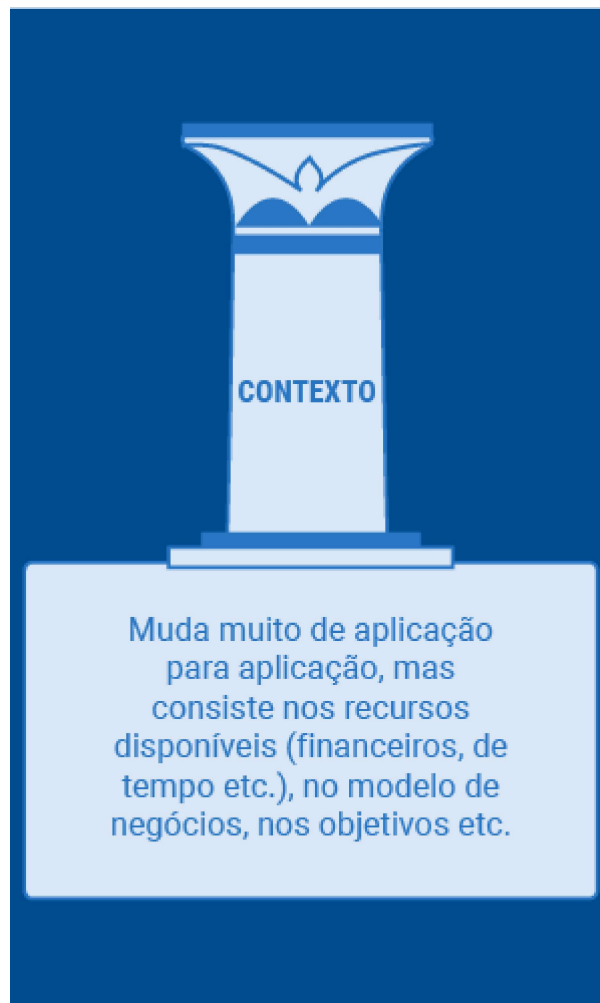 CONTEXTO
Muda muito de aplicação
para aplicação, mas
consiste nos recursos
disponíveis (financeiros, de
tempo etc.), no modelo de
negócios, nos objetivos etc.